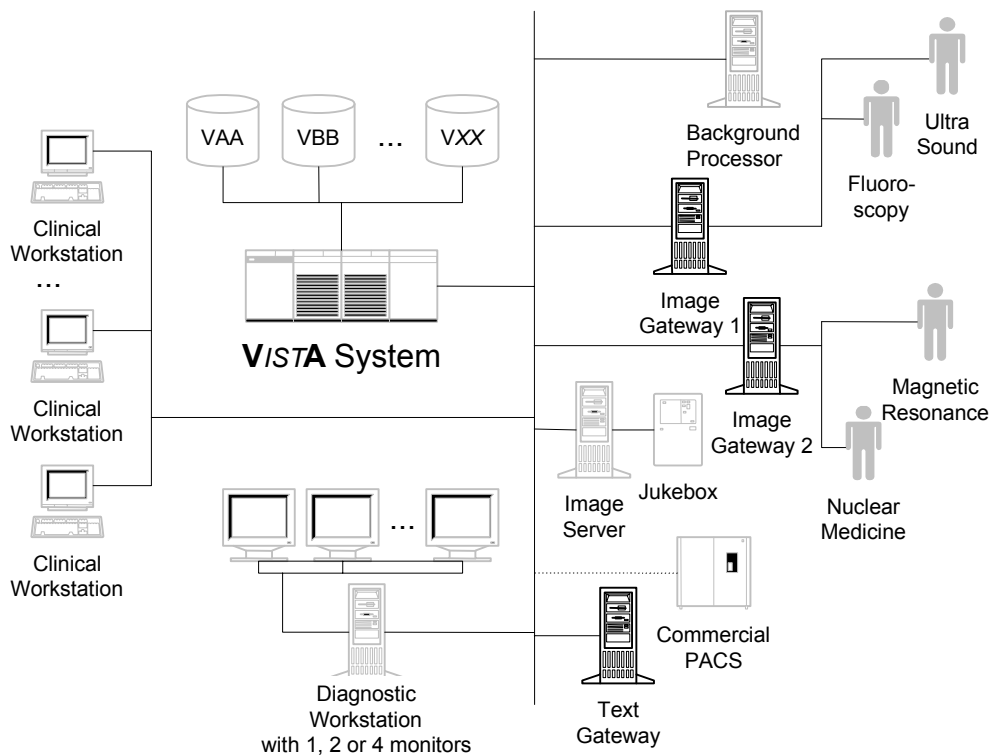 VAA
VBB
...
VXX
VISTA System
Clinical
Workstation
...
Clinical
Workstation
Clinical
Workstation
...
Diagnostic
Workstation
with 1, 2 or 4 monitors
Background
Processor
Ultra
Sound
Fluoro-
scopy
Image
Gateway 1
Image
Gateway 2
Magnetic
Resonance
Nuclear
Medicine
Image
Server
Jukebox
Commercial
PACS
Text
Gateway